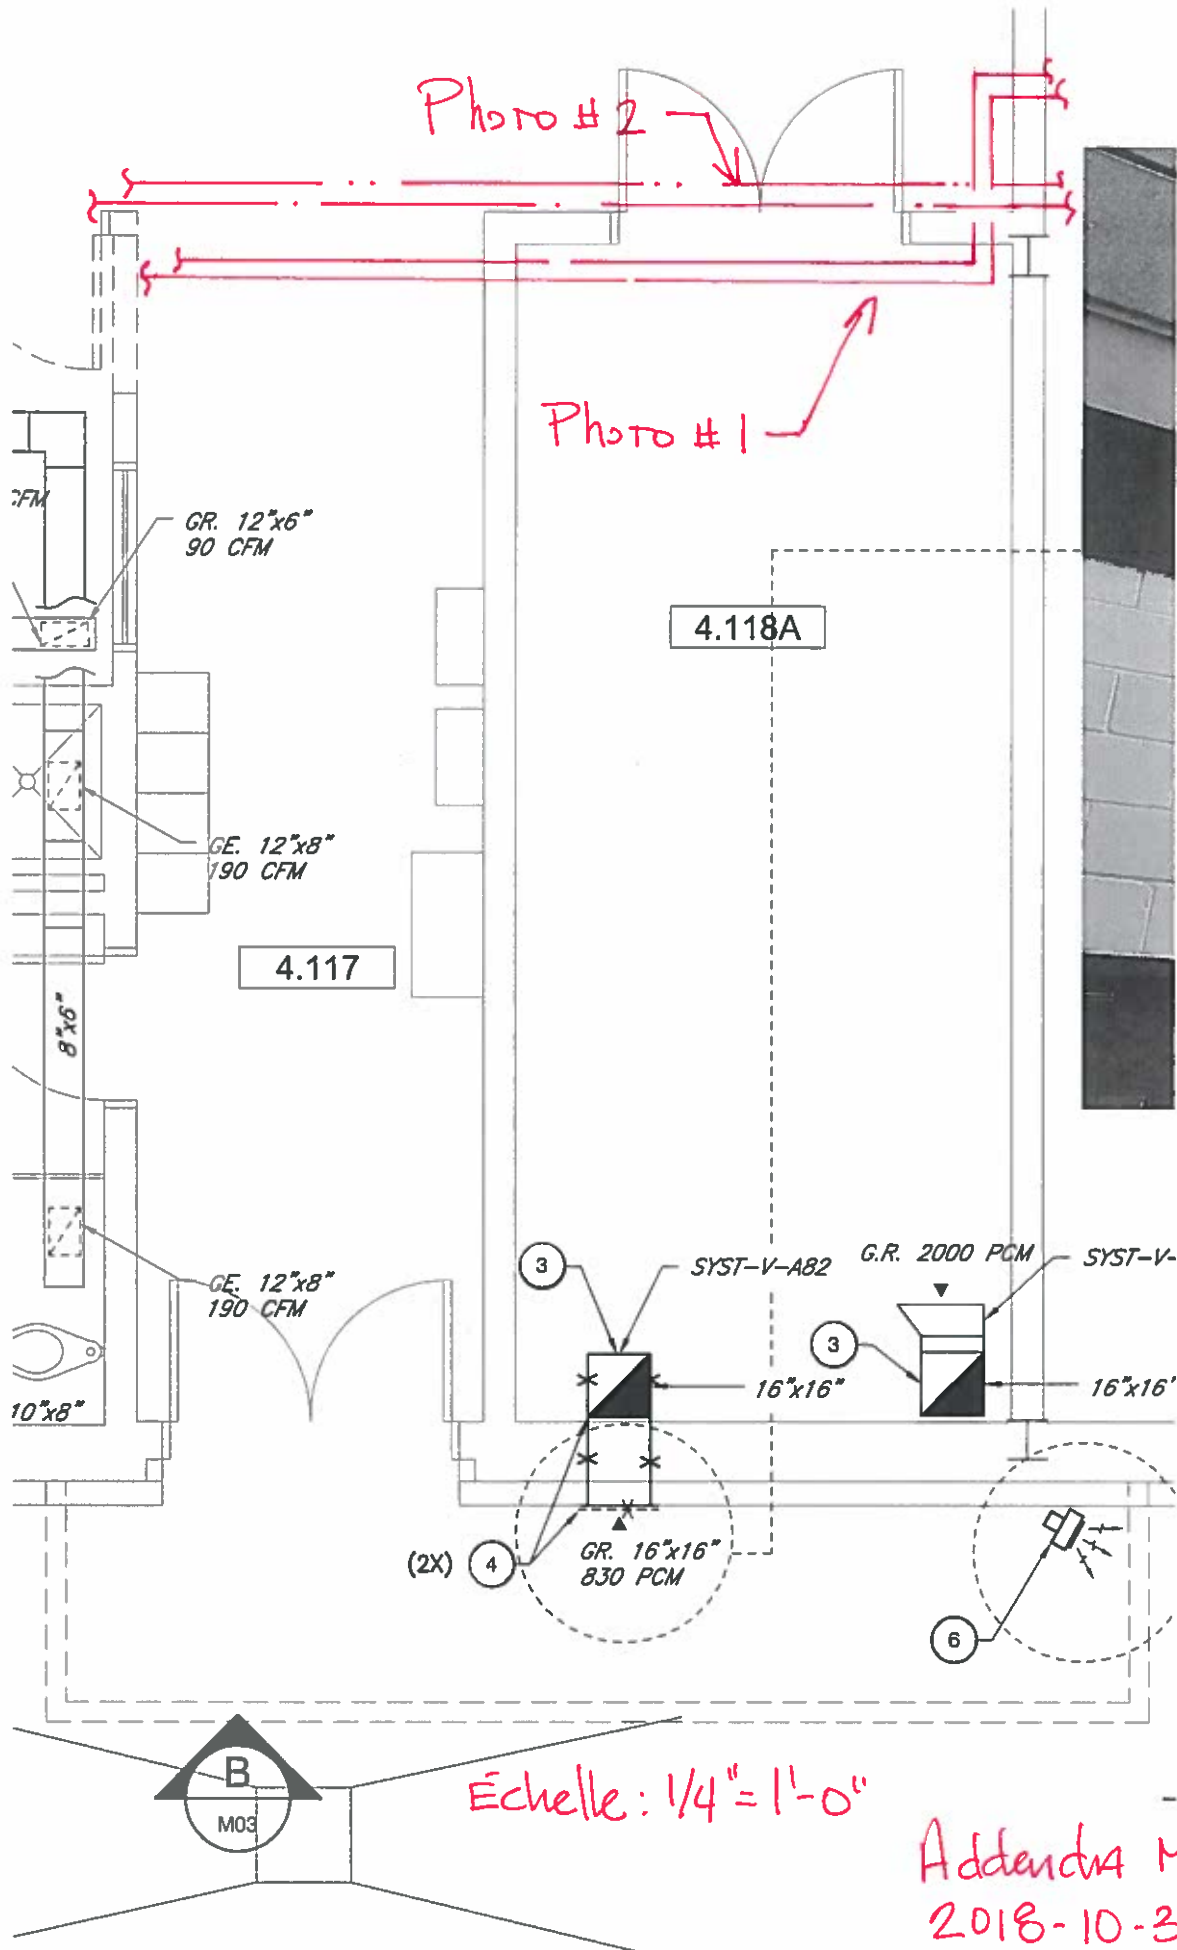 Photo # 2
Photo # 1
CFM
GR. 12"x6"
90 CFM
4.118A
GE. 12"x8"
190 CFM
4.117
8"x6"
3
SYST-V-A82
G.R. 2000 PCM
SYST-V-
GE. 12"x8"
190 CFM
3
16"x16"
16"x16"
10"x8"
(2X)
4
GR. 16"x16"
830 PCM
6
B
M03
Échelle : 1/4"=1'-0"
Addenda M
2018-10-3